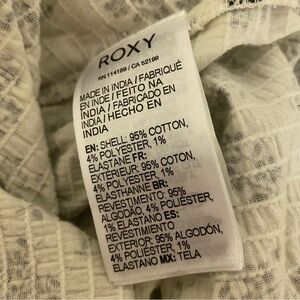 ROXY
RN 114189 / CA 52199
MADE IN INDIA / FABRIQUÉ
EN INDE / FEITO NA
INDIA / FABRICADO EN
INDIA / HECHO EN
INDIA
EN: SHELL: 95% COTTON,
4% POLYESTER, 1%
ELASTANE FR:
EXTÉRIEUR: 95% COTON,
4% POLYESTER, 1%
ELASTHANNE BR:
REVESTIMENTO: 95%
ALGODÃO, 4% POLIÉSTER,
1% ELASTANO ES:
REVESTIMIENTO
EXTERIOR: 95% ALGODÓN,
4% POLIÉSTER, 1%
ELASTANO MX: TELA